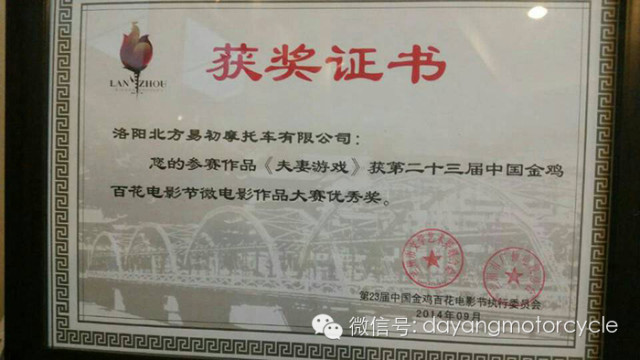 LAN ZHOU
获奖证书
洛阳北方易初摩托车有限公司：
您的参赛作品《夫妻游戏》获第二十三届中国金鸡
百花电影节微电影作品大赛优秀奖。
第23届中国金鸡百花电影节执行委员会
2014年09月
微信号: dayangmotorcycle